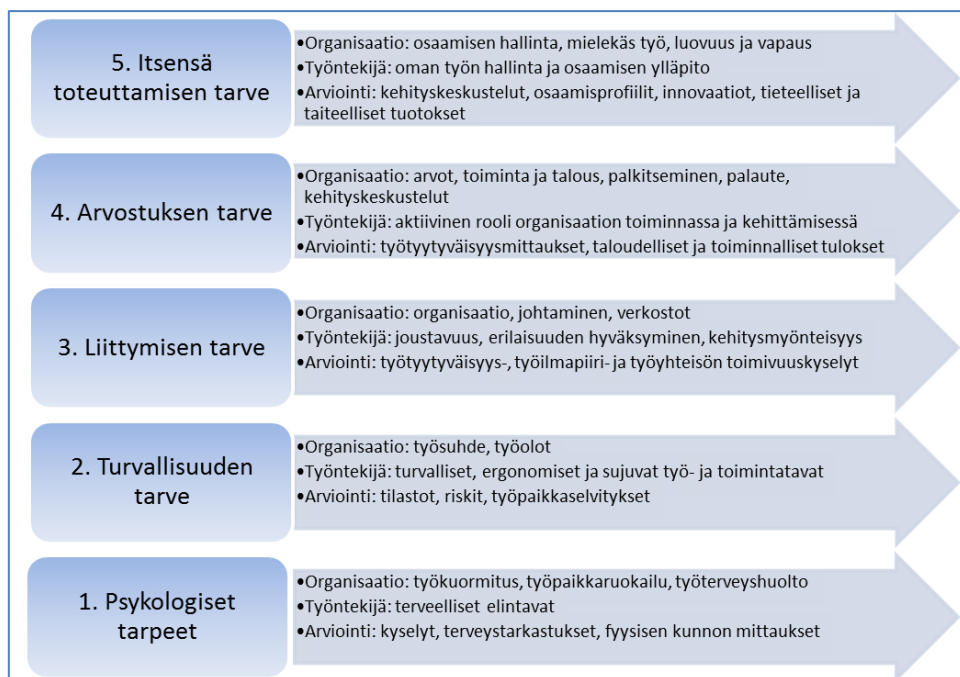 5. Itsensä
toteuttamisen tarve
•Organisaatio: osaamisen hallinta, mielekäs työ, luovuus ja vapaus
•Työntekijä: oman työn hallinta ja osaamisen ylläpito
•Arviointi: kehityskeskustelut, osaamisprofiilit, innovaatiot, tieteelliset ja
taiteelliset tuotokset
4. Arvostuksen tarve
•Organisaatio: arvot, toiminta ja talous, palkitseminen, palaute,
kehityskeskustelut
•Työntekijä: aktiivinen rooli organisaation toiminnassa ja kehittämisessä
•Arviointi: työtyytyväisyysmittaukset, taloudelliset ja toiminnalliset tulokset
3. Liittymisen tarve
•Organisaatio: organisaatio, johtaminen, verkostot
•Työntekijä: joustavuus, erilaisuuden hyväksyminen, kehitysmyönteisyys
•Arviointi: työtyytyväisyys-, työilmapiiri- ja työyhteisön toimivuuskyselyt
2. Turvallisuuden
tarve
•Organisaatio: työsuhde, työolot
•Työntekijä: turvalliset, ergonomiset ja sujuvat työ- ja toimintatavat
•Arviointi: tilastot, riskit, työpaikkaselvitykset
1. Psykologiset
tarpeet
•Organisaatio: työkuormitus, työpaikkaruokailu, työterveyshuolto
•Työntekijä: terveelliset elintavat
•Arviointi: kyselyt, terveystarkastukset, fyysisen kunnon mittaukset